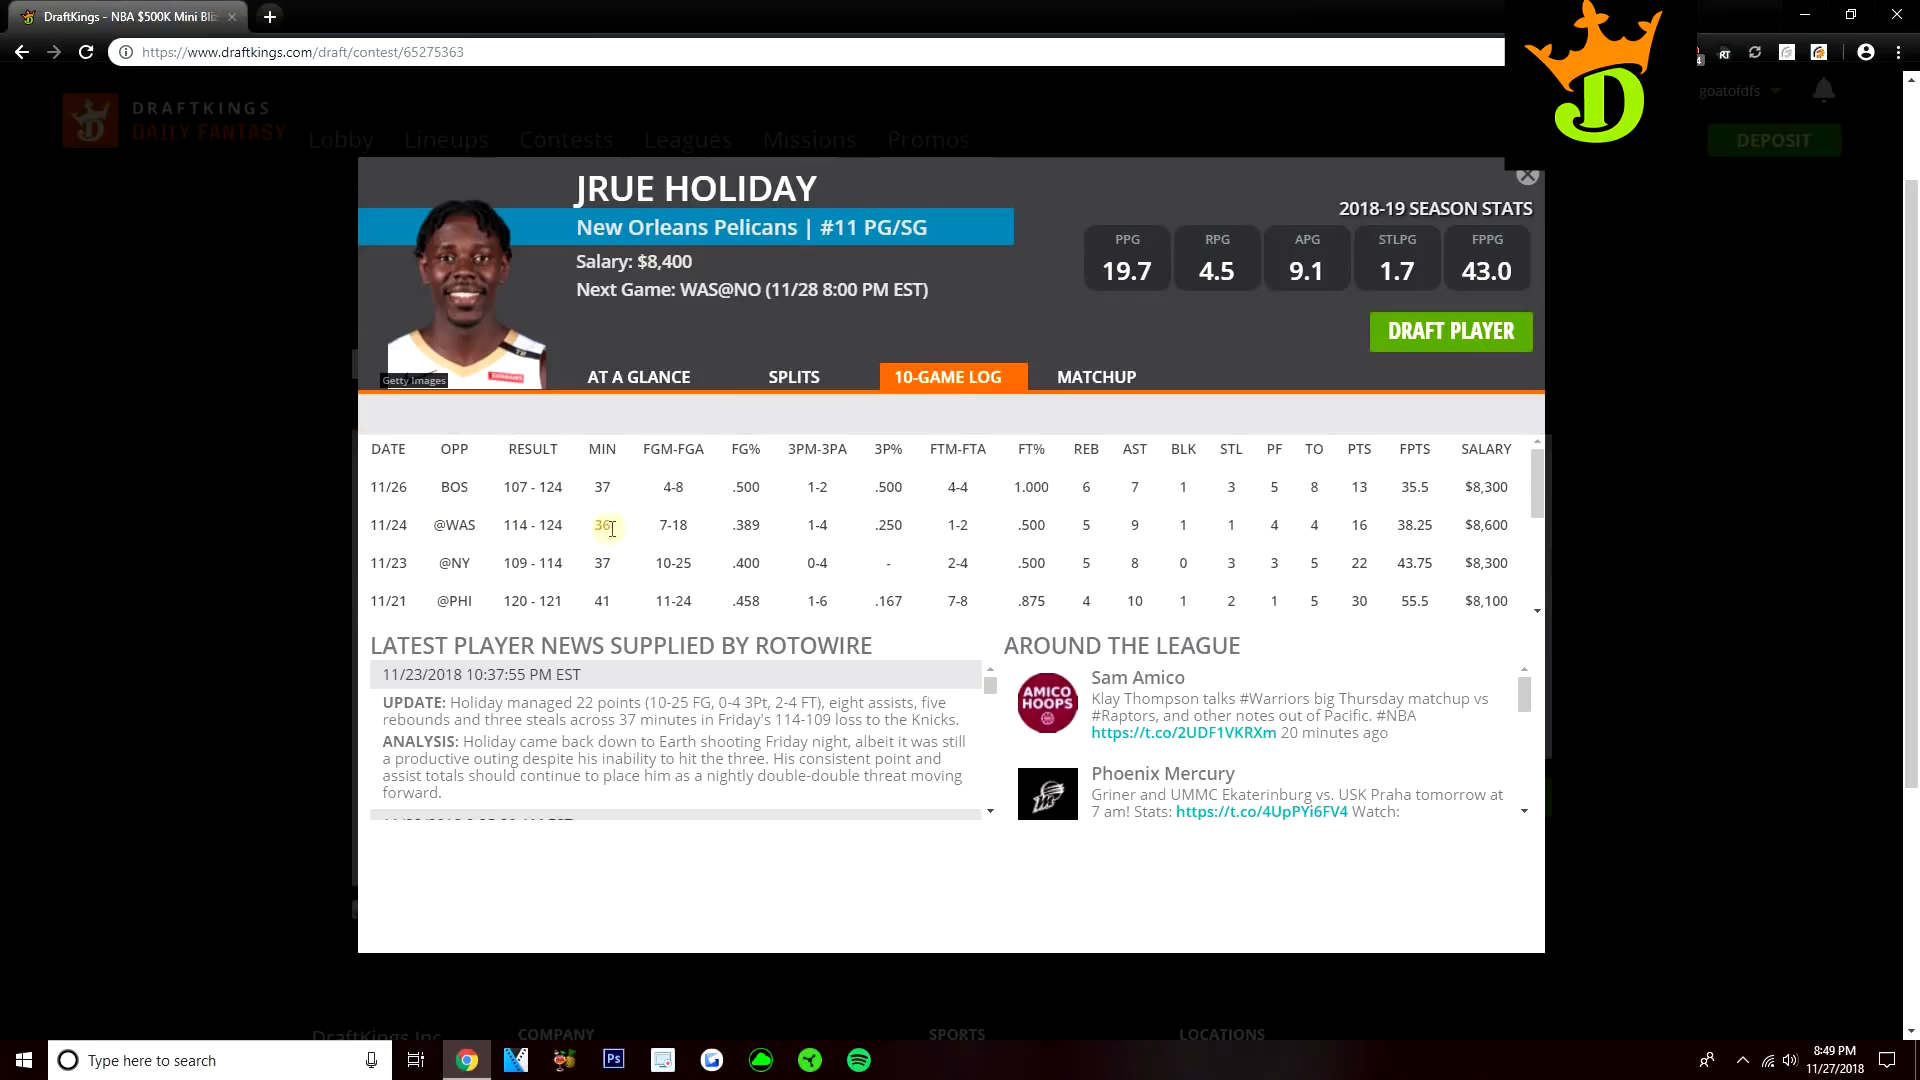 DraftKings - NBA $500K Mini Bli
https://www.draftkings.com/draft/contest/65275363
RT
DRAFTKINGS
DAILY FANTASY
Lobby Lineups Contests Leagues Missions Promos
goatofdfs
DEPOSIT
D
JRUE HOLIDAY
New Orleans Pelicans | #11 PG/SG
Salary: $8,400
Next Game: WAS@NO (11/28 8:00 PM EST)
2018-19 SEASON STATS
PPG RPG APG STLPG FPPG
19.7 4.5 9.1 1.7 43.0
DRAFT PLAYER
Getty Images
AT A GLANCE SPLITS 10-GAME LOG MATCHUP
DATE OPP RESULT MIN FGM-FGA FG% 3PM-3PA 3P% FTM-FTA FT% REB AST BLK STL PF TO PTS FPTS SALARY
11/26 BOS 107 - 124 37 4-8 .500 1-2 .500 4-4 1.000 6 7 1 3 5 8 13 35.5 $8,300
11/24 @WAS 114 - 124 36 7-18 .389 1-4 .250 1-2 .500 5 9 1 1 4 4 16 38.25 $8,600
11/23 @NY 109 - 114 37 10-25 .400 0-4 - 2-4 .500 5 8 0 3 3 5 22 43.75 $8,300
11/21 @PHI 120 - 121 41 11-24 .458 1-6 .167 7-8 .875 4 10 1 2 1 5 30 55.5 $8,100
LATEST PLAYER NEWS SUPPLIED BY ROTOWIRE
11/23/2018 10:37:55 PM EST
UPDATE: Holiday managed 22 points (10-25 FG, 0-4 3Pt, 2-4 FT), eight assists, five
rebounds and three steals across 37 minutes in Friday's 114-109 loss to the Knicks.
ANALYSIS: Holiday came back down to Earth shooting Friday night, albeit it was still
a productive outing despite his inability to hit the three. His consistent point and
assist totals should continue to place him as a nightly double-double threat moving
forward.
AROUND THE LEAGUE
AMICO
HOOPS
Sam Amico
Klay Thompson talks #Warriors big Thursday matchup vs
#Raptors, and other notes out of Pacific. #NBA
https://t.co/2UDF1VKRXm 20 minutes ago
Phoenix Mercury
Griner and UMMC Ekaterinburg vs. USK Praha tomorrow at
7 am! Stats: https://t.co/4UpPYi6FV4 Watch:
DraftKings Inc
COMPANY
SPORTS
LOCATIONS
Type here to search
Ps
8:49 PM
11/27/2018